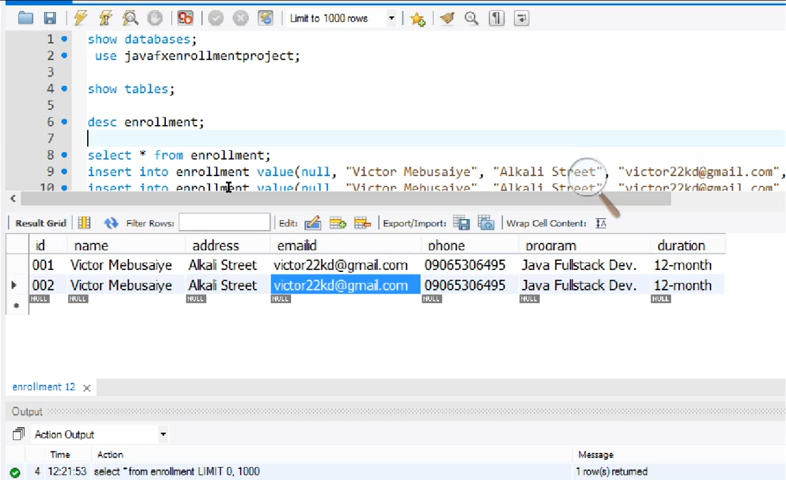 Limit to 1000 rows
1 show databases;
2 use javafxenrollmentproject;
3
4 show tables;
5
6 desc enrollment;
7
8 select * from enrollment;
9 insert into enrollment value(null, "Victor Mebusaiye", "Alkali Street", "victor22kd@gmail.com",
10 insert into enrollment value(null, "Victor Mebusaiye", "Alkali Street", "victor22kd@gmail.com",
Result Grid Filter Rows: Edit: Export/Import: Wrap Cell Content: IA
id name address emailid phone program duration
001 Victor Mebusaiye Alkali Street victor22kd@gmail.com 09065306495 Java Fullstack Dev. 12-month
002 Victor Mebusaiye Alkali Street victor22kd@gmail.com 09065306495 Java Fullstack Dev. 12-month
NULL NULL NULL NULL NULL NULL NULL
enrollment 12
Output
Action Output
Time Action Message
4 12:21:53 select * from enrollment LIMIT 0, 1000 1 row(s) returned